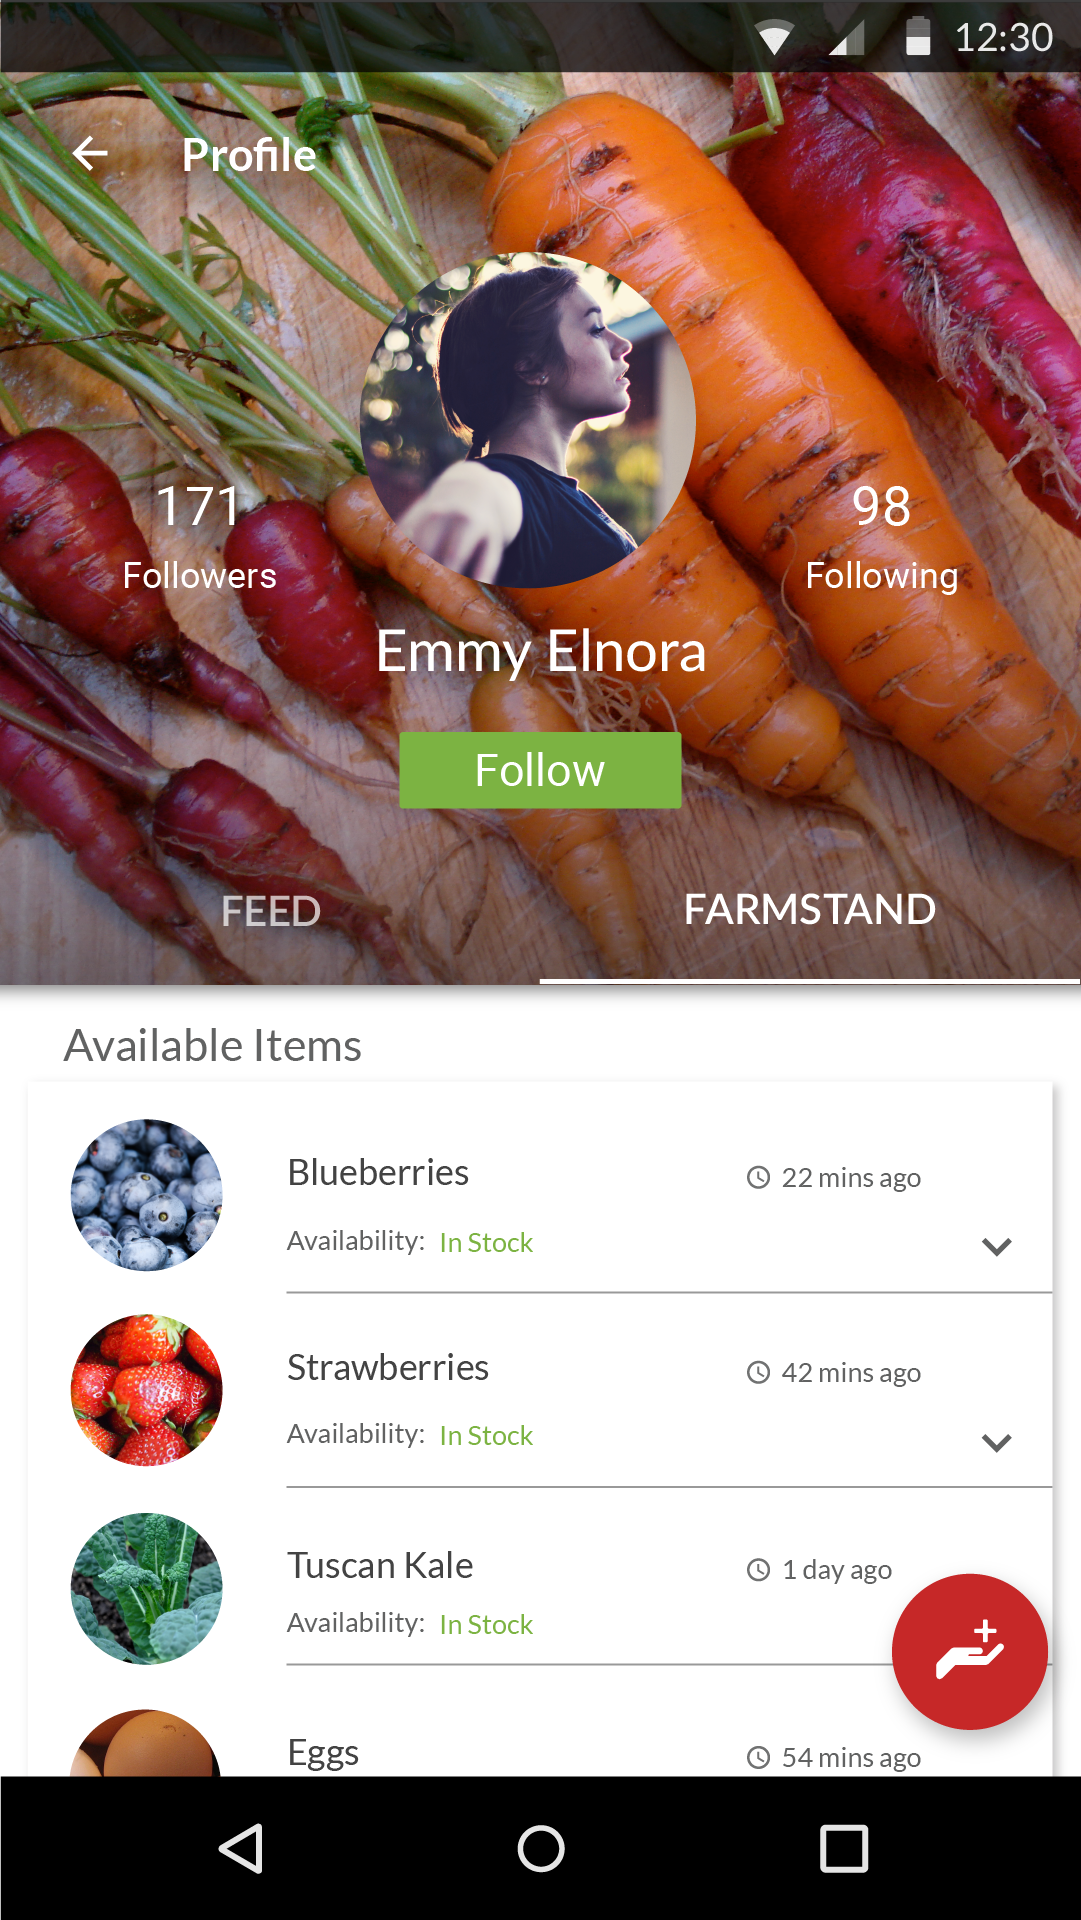 12:30
Profile
171
Followers
98
Following
Emmy Elnora
Follow
FEED
FARMSTAND
Available Items
Blueberries
22 mins ago
Availability: In Stock
Strawberries
42 mins ago
Availability: In Stock
Tuscan Kale
1 day ago
Availability: In Stock
Eggs
54 mins ago